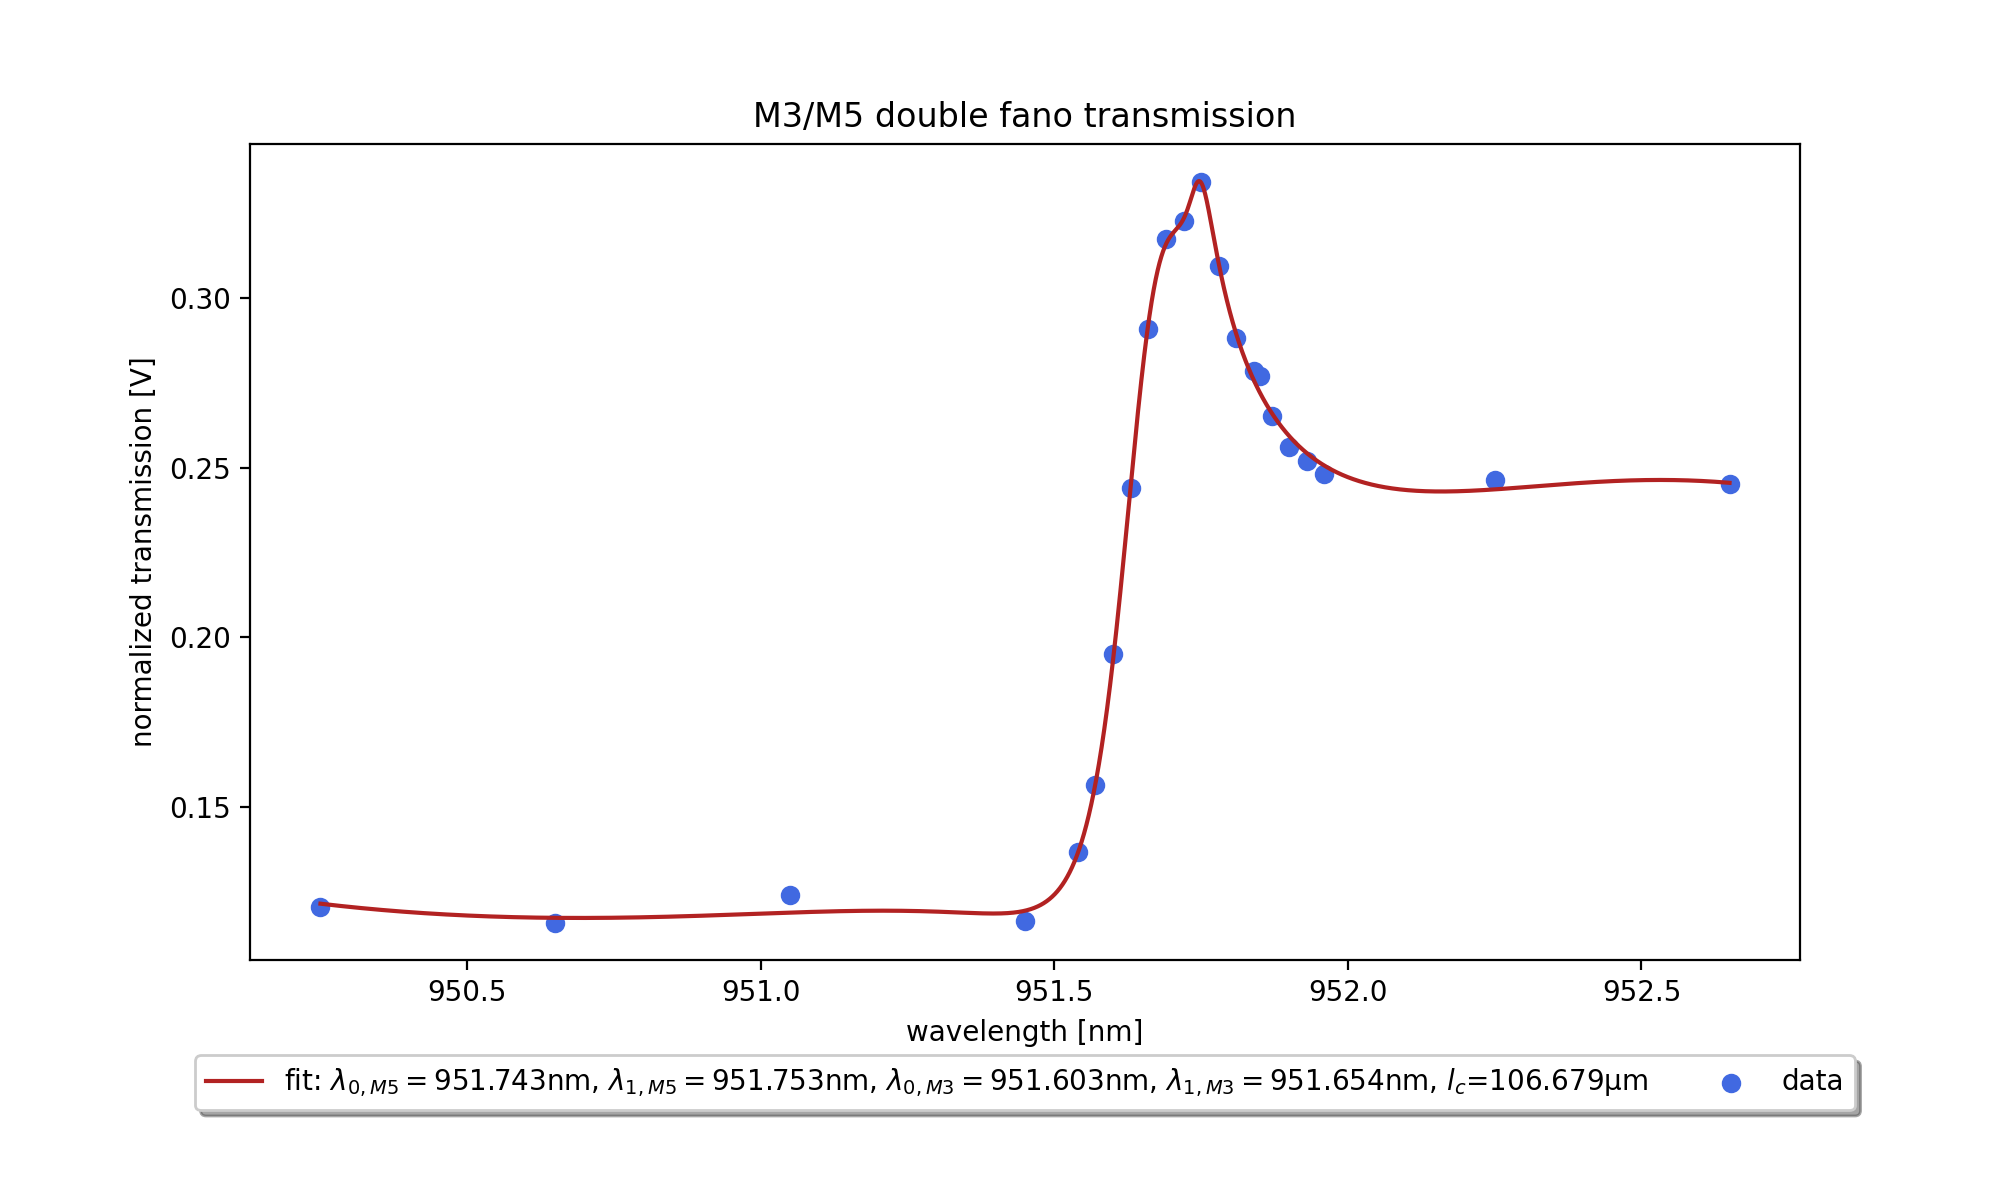 M3/M5 double fano transmission
normalized transmission [V]
0.30
0.25
0.20
0.15
950.5 951.0 951.5 952.0 952.5
wavelength [nm]
fit: λ₀,M5 = 951.743nm, λ₁,M5 = 951.753nm, λ₀,M3 = 951.603nm, λ₁,M3 = 951.654nm, l_c=106.679μm data